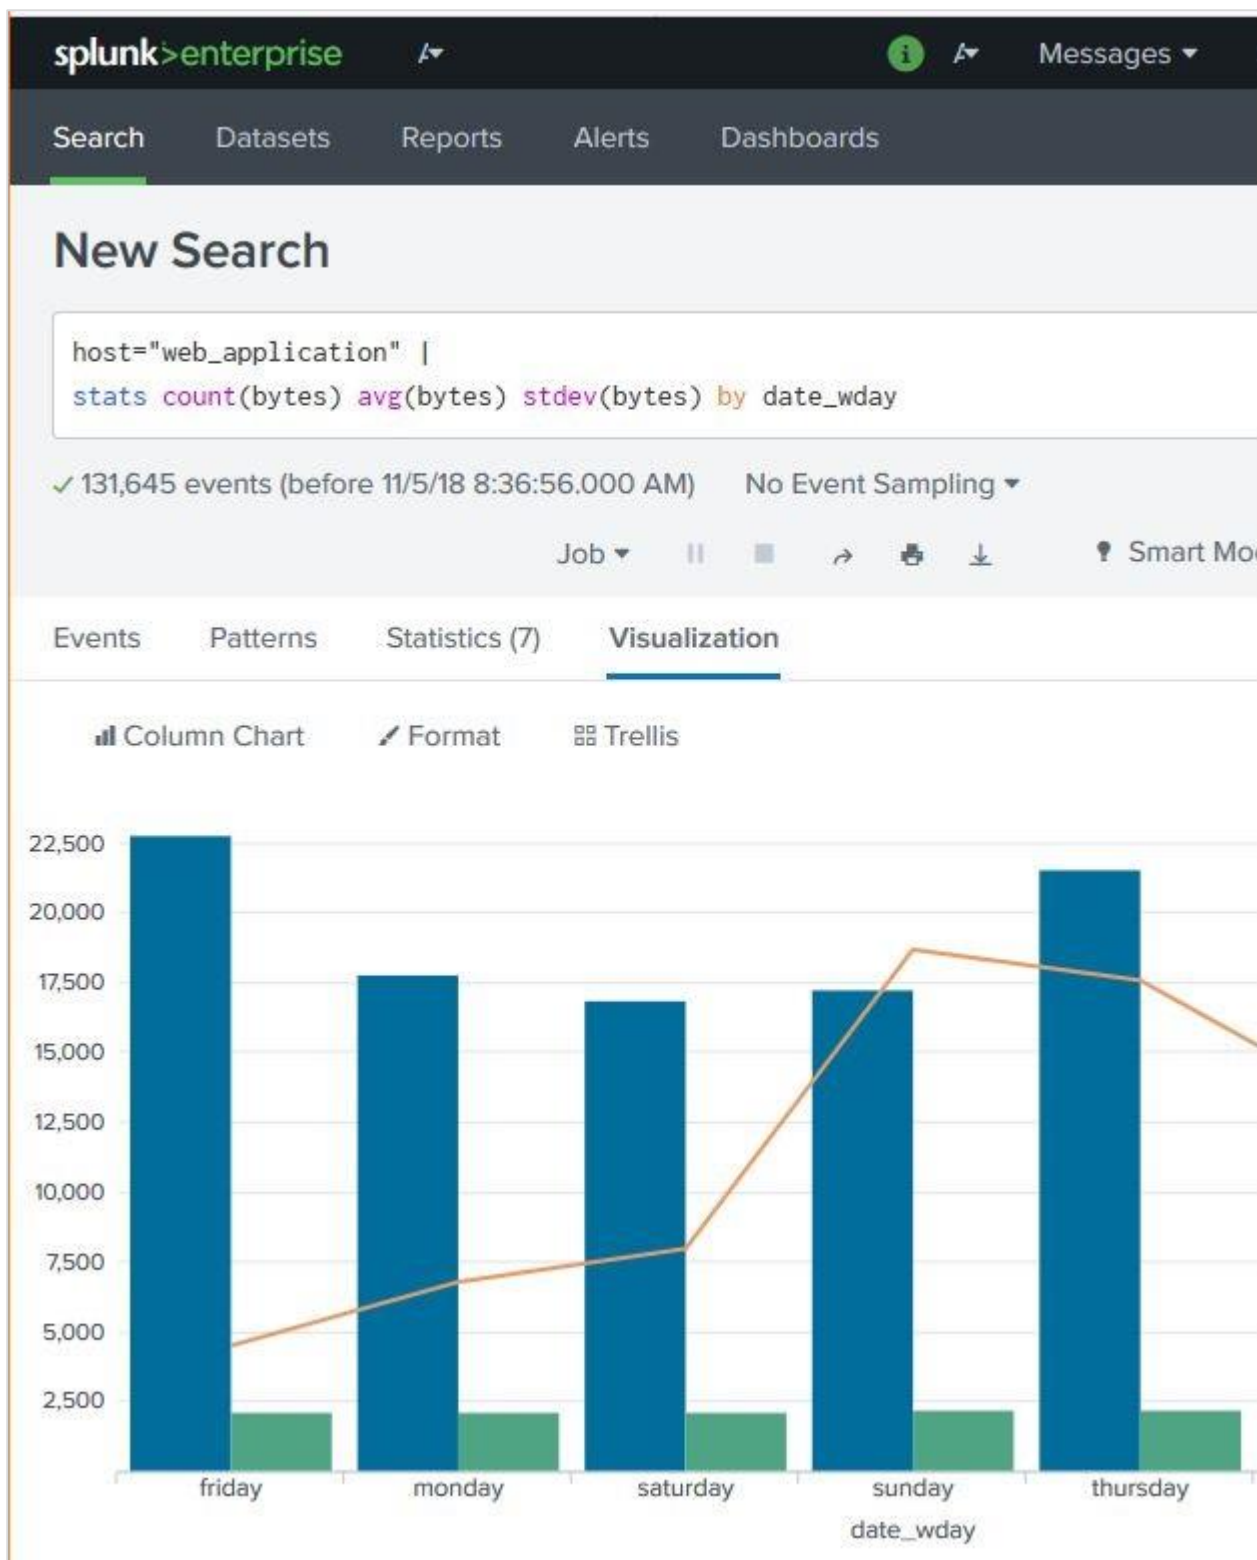 splunk>enterprise
Messages
Search Datasets Reports Alerts Dashboards
New Search
host="web_application" |
stats count(bytes) avg(bytes) stdev(bytes) by date_wday
131,645 events (before 11/5/18 8:36:56.000 AM) No Event Sampling
Job Smart
Events Patterns Statistics (7) Visualization
Column Chart Format Trellis
22,500
20,000
17,500
15,000
12,500
10,000
7,500
5,000
2,500
friday monday saturday sunday thursday
date_wday